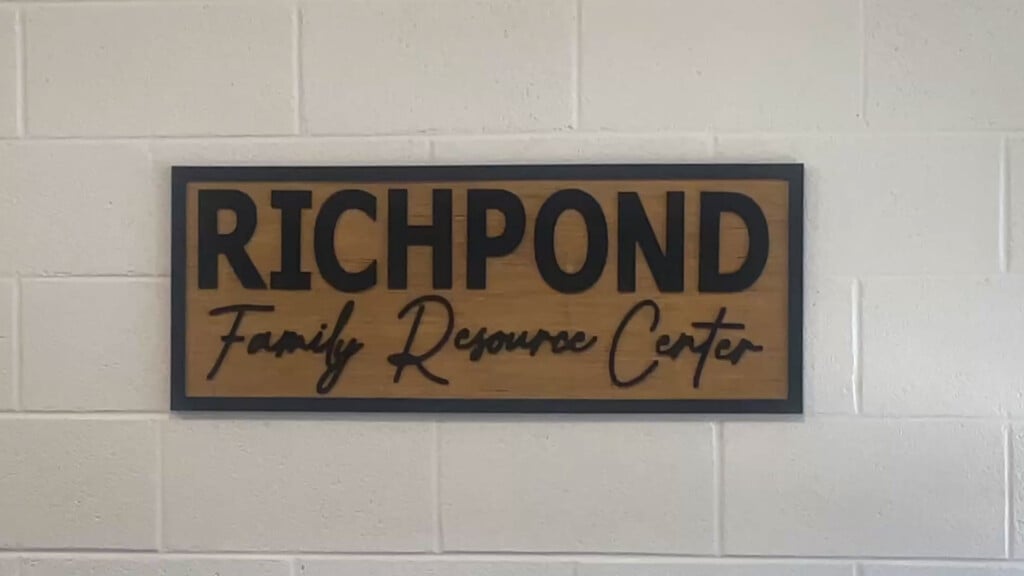 RICHPOND
Family Resource Center